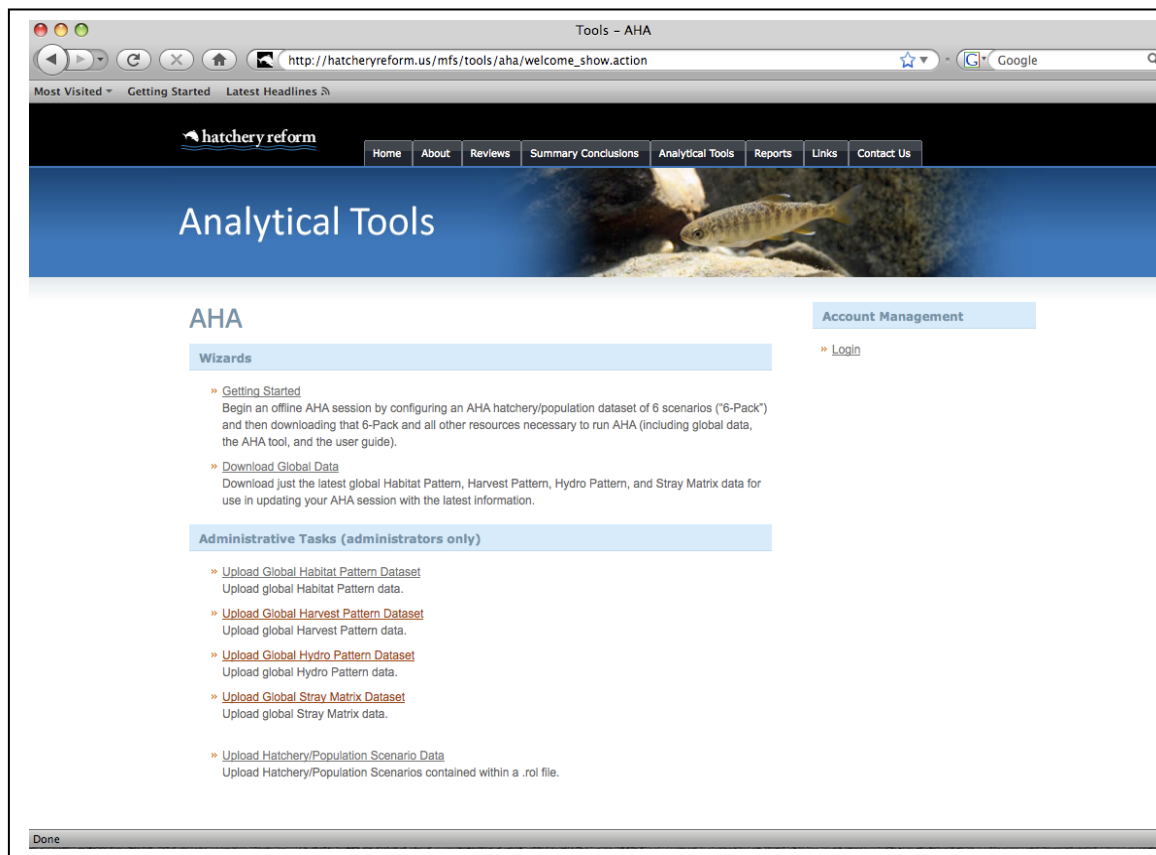 Tools – AHA
http://hatcheryreform.us/mfs/tools/aha/welcome_show.action
Google
Most Visited
Getting Started
Latest Headlines
hatchery reform
Home
About
Reviews
Summary Conclusions
Analytical Tools
Reports
Links
Contact Us
Analytical Tools
AHA
Wizards
» Getting Started
Begin an offline AHA session by configuring an AHA hatchery/population dataset of 6 scenarios ("6-Pack")
and then downloading that 6-Pack and all other resources necessary to run AHA (including global data,
the AHA tool, and the user guide).
» Download Global Data
Download just the latest global Habitat Pattern, Harvest Pattern, Hydro Pattern, and Stray Matrix data for
use in updating your AHA session with the latest information.
Administrative Tasks (administrators only)
» Upload Global Habitat Pattern Dataset
Upload global Habitat Pattern data.
» Upload Global Harvest Pattern Dataset
Upload global Harvest Pattern data.
» Upload Global Hydro Pattern Dataset
Upload global Hydro Pattern data.
» Upload Global Stray Matrix Dataset
Upload global Stray Matrix data.
» Upload Hatchery/Population Scenario Data
Upload Hatchery/Population Scenarios contained within a .rol file.
Account Management
» Login
Done